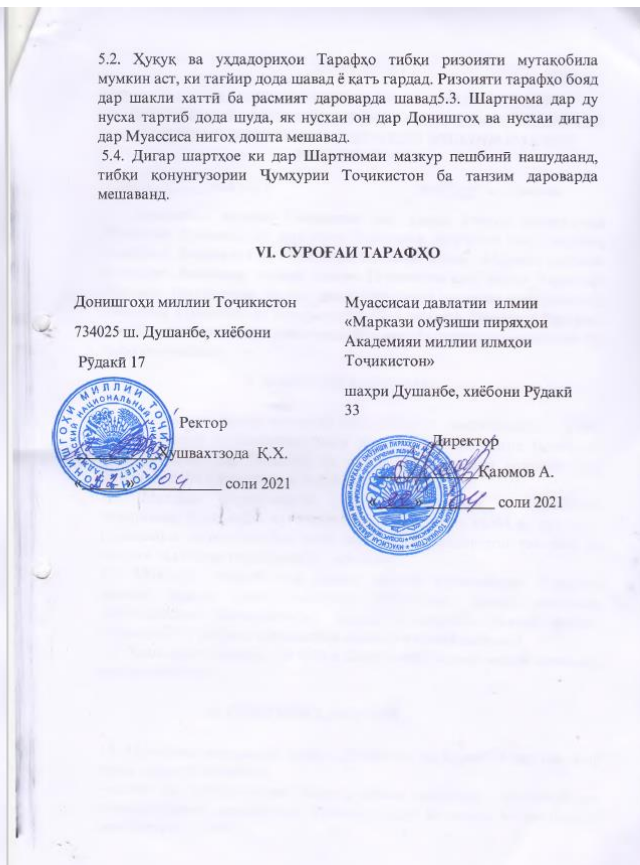 5.2. Ҳуқуқ ва уҳдадориҳои Тарафҳо тибқи ризоияти мутақобила
мумкин аст, ки тағйир дода шавад ё қатъ гардад. Ризоияти тарафҳо бояд
дар шакли хаттӣ ба расмият дароварда шавад5.3. Шартнома дар ду
нусха тартиб дода шуда, як нусхаи он дар Донишгоҳ ва нусхаи дигар
дар Муассиса нигоҳ дошта мешавад.
5.4. Дигар шартҳое ки дар Шартномаи мазкур пешбинӣ нашудаанд,
тибқи қонунгузории Ҷумҳурии Тоҷикистон ба танзим дароварда
мешаванд.
VI. СУРОҒАИ ТАРАФҲО
Донишгоҳи миллии Тоҷикистон
734025 ш. Душанбе, хиёбони
Рӯдакӣ 17
Ректор
Хушвахтзода Қ.Х.
«22» 04 соли 2021
Муассисаи давлатии илмии
«Маркази омӯзиши пиряххои
Академияи миллии илмҳои
Тоҷикистон»
шаҳри Душанбе, хиёбони Рӯдакӣ
33
Директор
Қаюмов А.
«22» 04 соли 2021